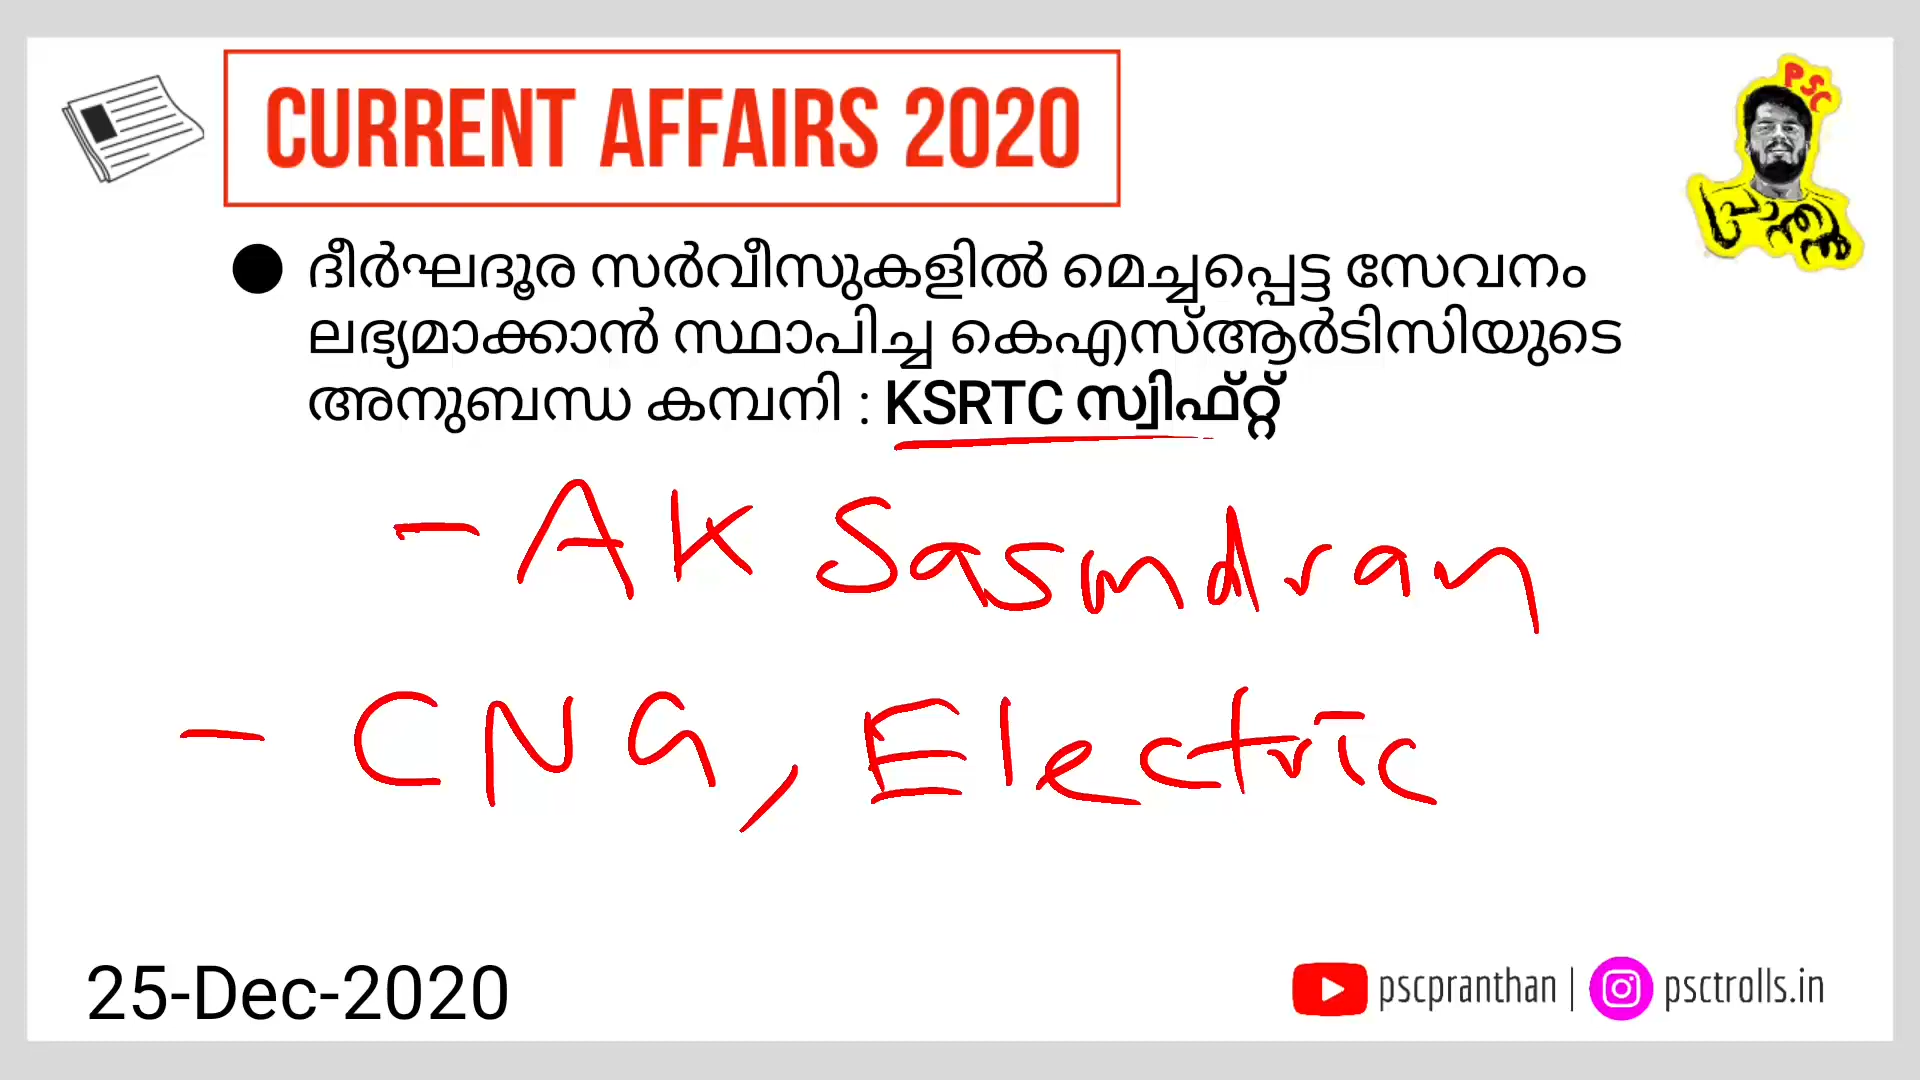 CURRENT AFFAIRS 2020
PSC
പ്രാന്തൻ
● ദീർഘദൂര സർവീസുകളിൽ മെച്ചപ്പെട്ട സേവനം
ലഭ്യമാക്കാൻ സ്ഥാപിച്ച കെഎസ്ആർടിസിയുടെ
അനുബന്ധ കമ്പനി : KSRTC സ്വിഫ്റ്റ്
- AK Sasindran
- CNG, Electric
25-Dec-2020
pscpranthan | psctrolls.in